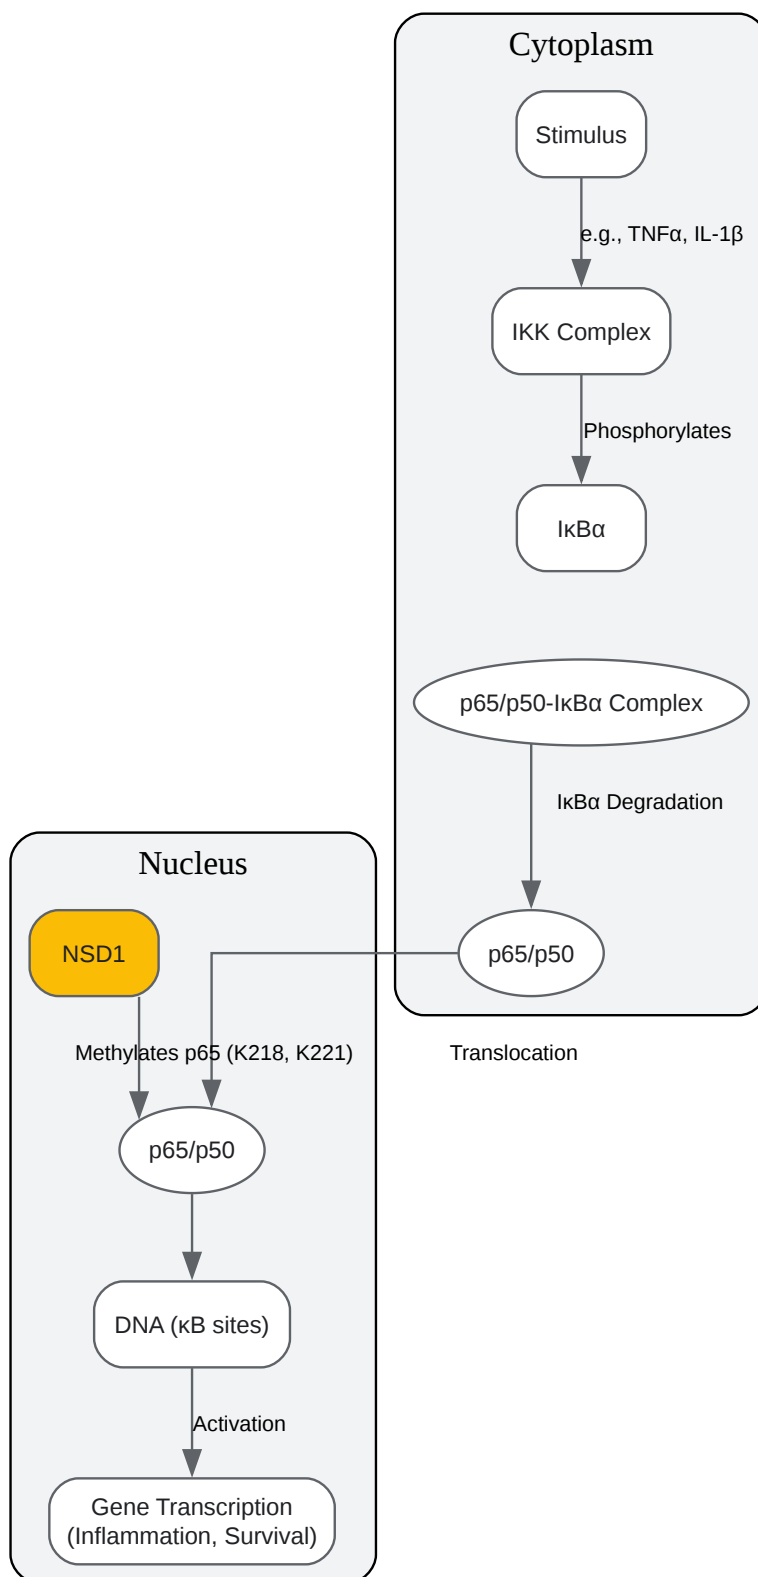 Cytoplasm
Stimulus
e.g., TNFα, IL-1β
IKK Complex
Phosphorylates
IκBα
p65/p50-IκBα Complex
IκBα Degradation
p65/p50
Translocation
Nucleus
NSD1
Methylates p65 (K218, K221)
p65/p50
DNA (κB sites)
Activation
Gene Transcription
(Inflammation, Survival)